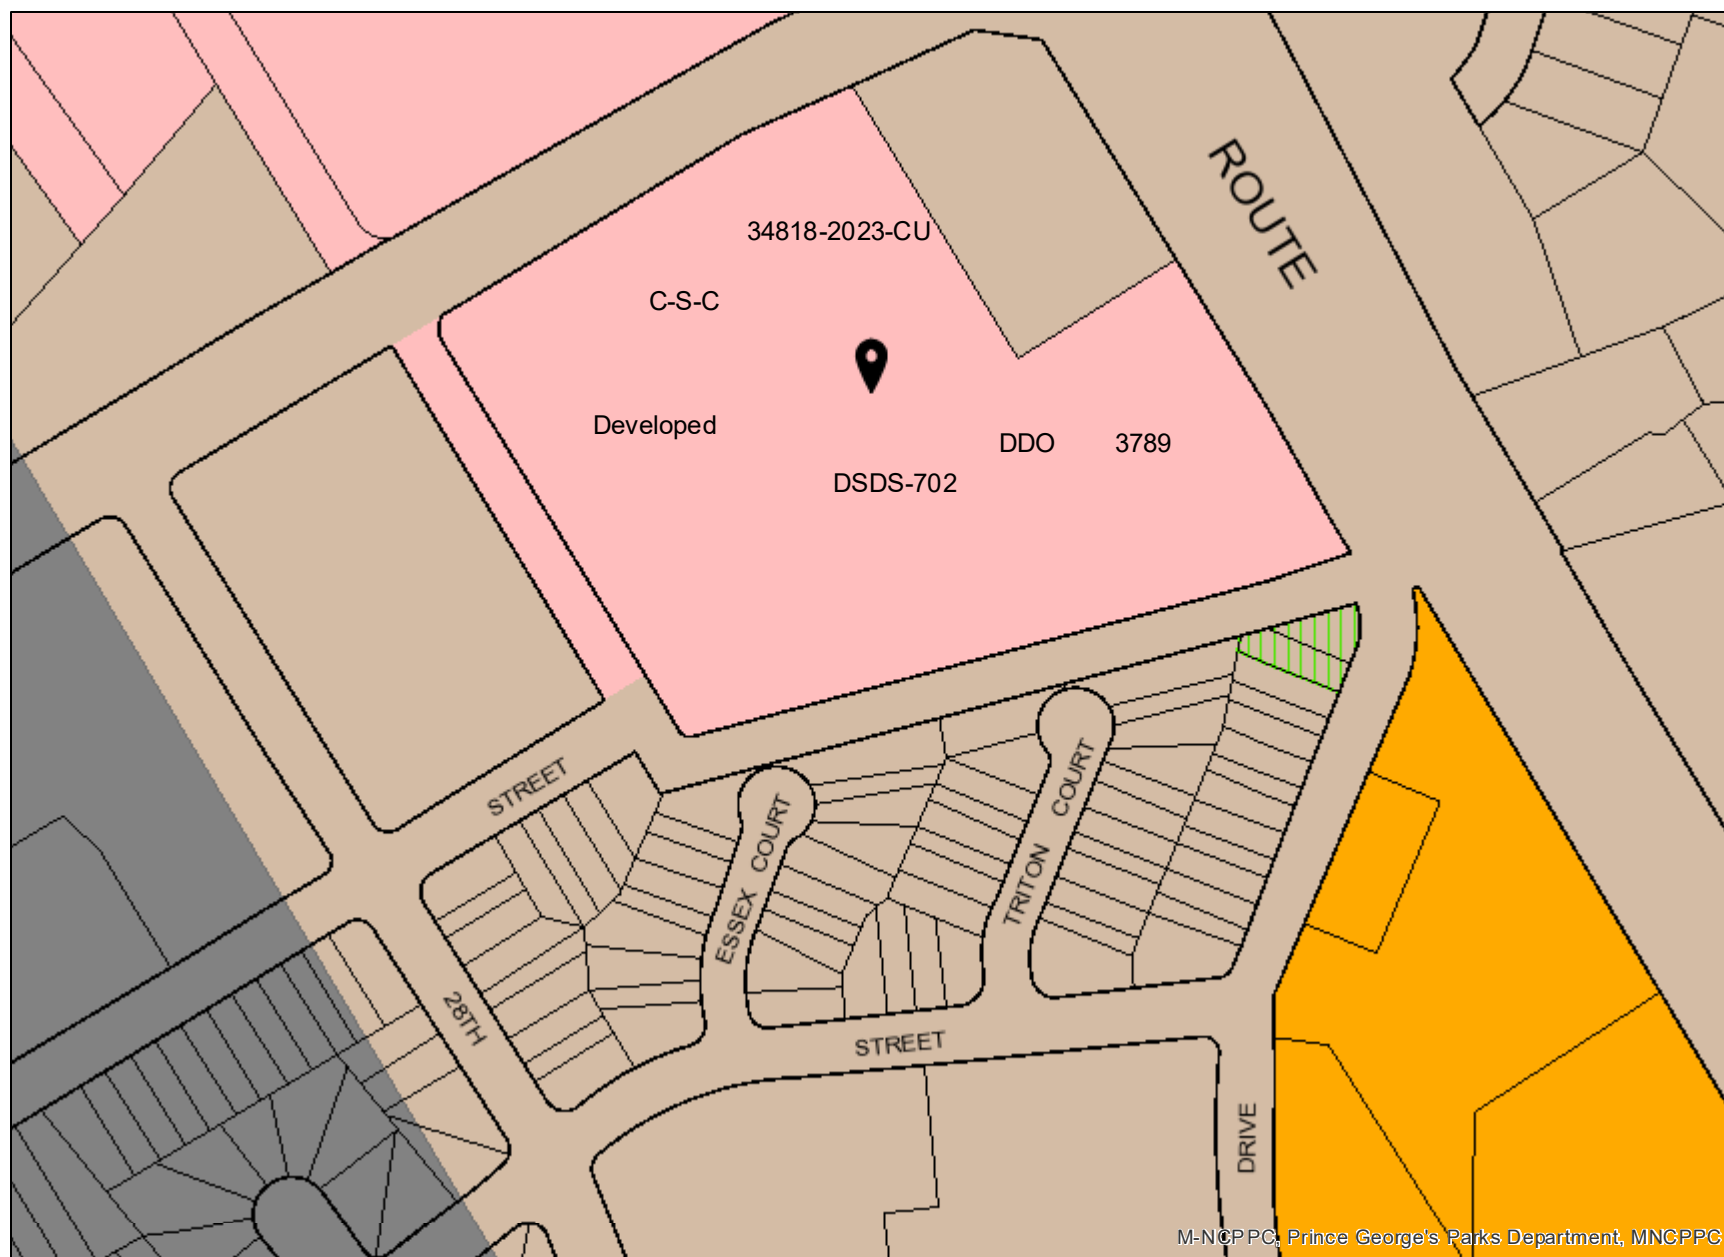 ROUTE
34818-2023-CU
C-S-C
Developed
DDO 3789
DSDS-702
STREET
ESSEX COURT
TRITON COURT
28TH
STREET
DRIVE
M-NCPPC, Prince George's Parks Department, MNCPPC